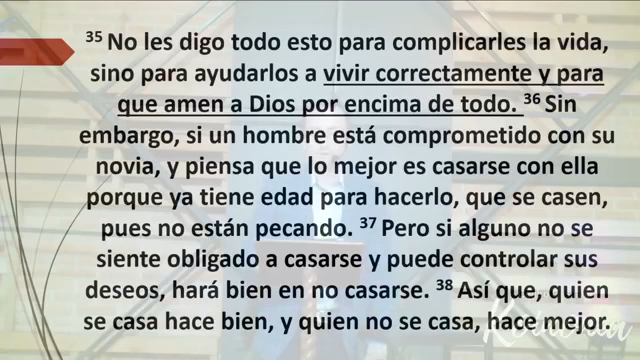 35 No les digo todo esto para complicarles la vida,
sino para ayudarlos a vivir correctamente y para
que amen a Dios por encima de todo. 36 Sin
embargo, si un hombre está comprometido con su
novia, y piensa que lo mejor es casarse con ella
porque ya tiene edad para hacerlo, que se casen,
pues no están pecando. 37 Pero si alguno no se
siente obligado a casarse y puede controlar sus
deseos, hará bien en no casarse. 38 Así que, quien
se casa hace bien, y quien no se casa, hace mejor.